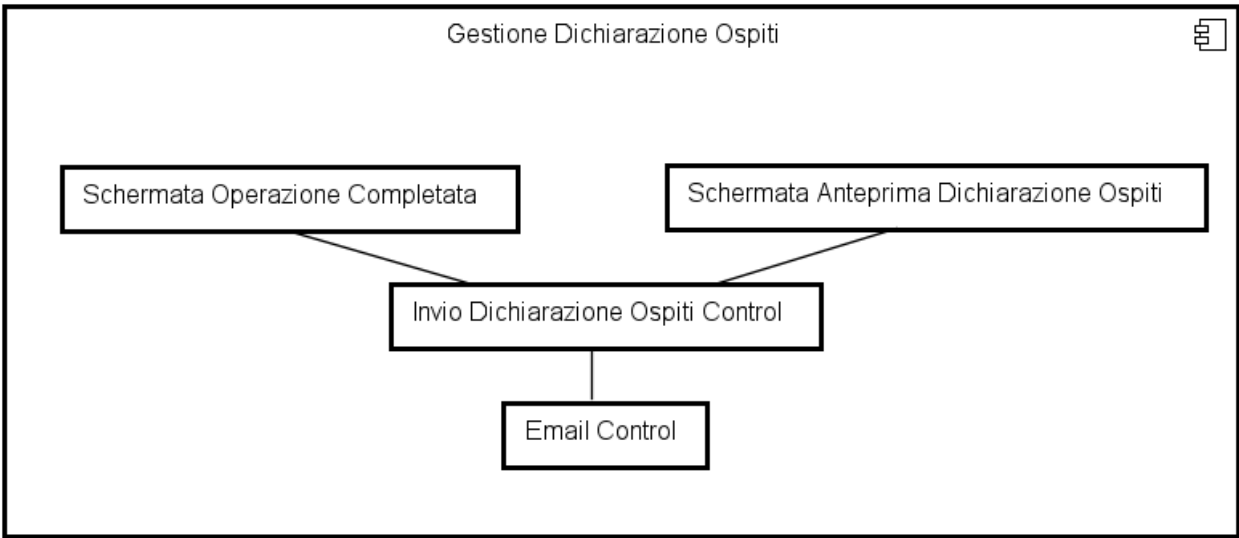 Gestione Dichiarazione Ospiti
Schermata Operazione Completata
Schermata Anteprima Dichiarazione Ospiti
Invio Dichiarazione Ospiti Control
Email Control